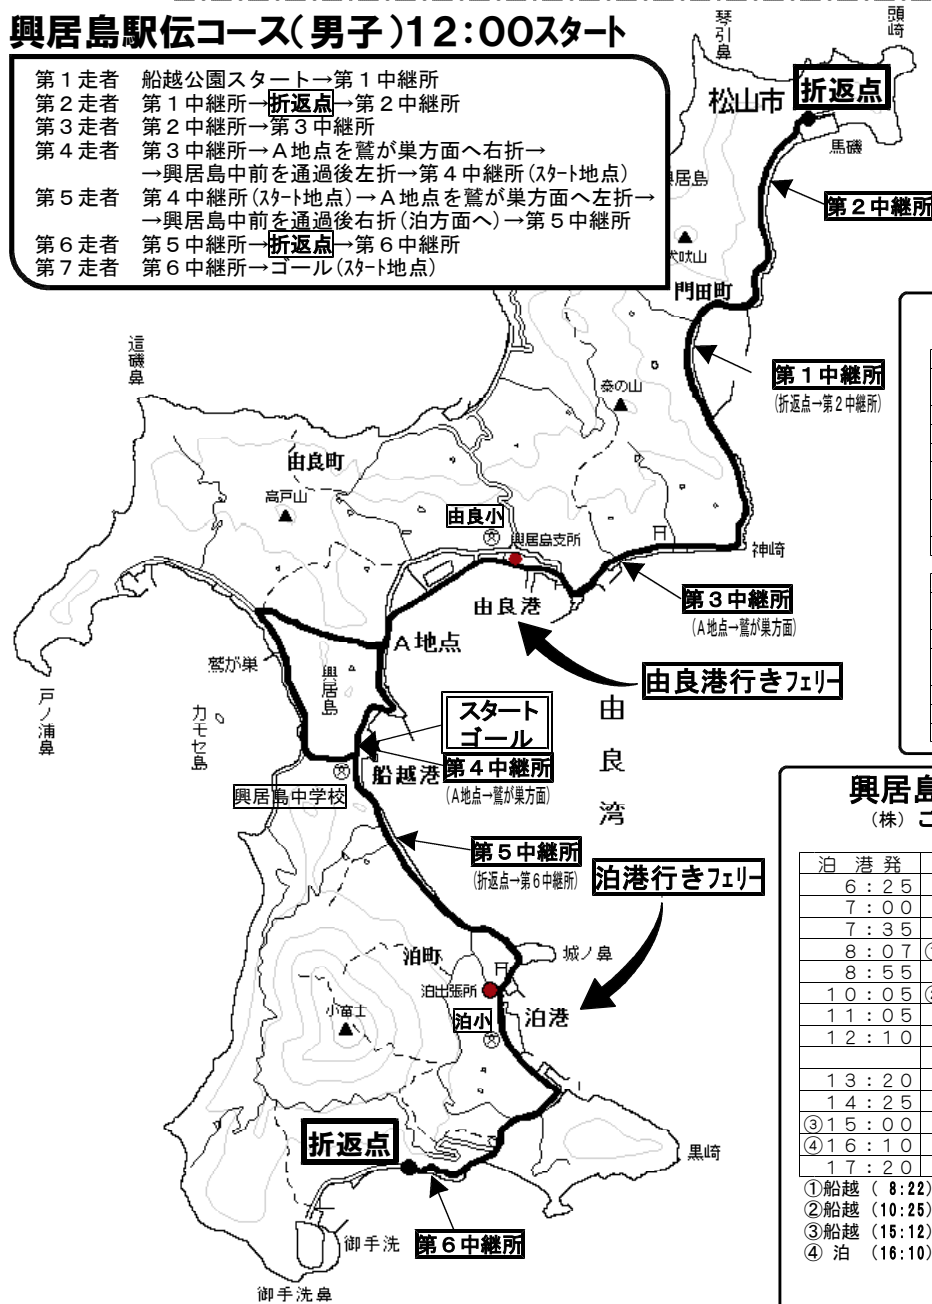 興居島駅伝コース(男子)12:00スタート
第1走者 船越公園スタート→第1中継所
第2走者 第1中継所→折返点→第2中継所
第3走者 第2中継所→第3中継所
第4走者 第3中継所→A地点を鷲が巣方面へ右折→
→興居島中前を通過後左折→第4中継所(スタート地点)
第5走者 第4中継所(スタート地点)→A地点を鷲が巣方面へ左折→
→興居島中前を通過後右折(泊方面へ)→第5中継所
第6走者 第5中継所→折返点→第6中継所
第7走者 第6中継所→ゴール(スタート地点)
琴引鼻
頭崎
松山市
折返点
馬磯
居島
第2中継所
犬吠山
門田町
第1中継所
(折返点→第2中継所)
這磯鼻
泰の山
由良町
高戸山
由良小
興居島支所
神崎
由良港
第3中継所
(A地点→鷲が巣方面)
A地点
鷲が巣
興居島
戸ノ浦鼻
カモセ島
由良港行きフェリー
スタート
ゴール
由良湾
船越港
第4中継所
(A地点→鷲が巣方面)
興居島中学校
第5中継所
(折返点→第6中継所)
泊港行きフェリー
泊町
城ノ鼻
泊出張所
泊港
小富士
泊小
折返点
黒崎
第6中継所
御手洗
御手洗鼻
興居島
(株)ご
泊 港 発
6:25
7:00
7:35
8:07
8:55
10:05
11:05
12:10
13:20
14:25
③15:00
④16:10
17:20
①船越 ( 8:22)
②船越 (10:25)
③船越 (15:12)
④ 泊 (16:10)